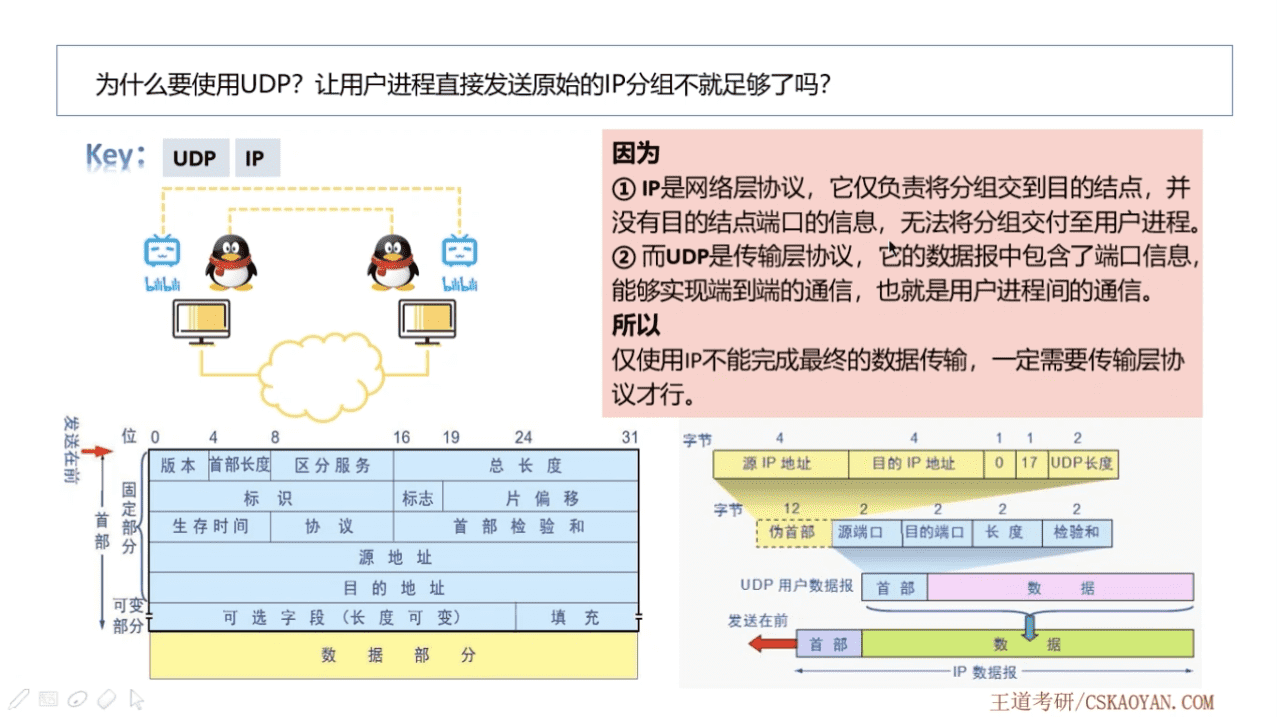 为什么要使用UDP？让用户进程直接发送原始的IP分组不就足够了吗？
Key： UDP IP
bilibili bilibili
因为
① IP是网络层协议，它仅负责将分组交到目的结点，并
没有目的结点端口的信息，无法将分组交付至用户进程。
② 而UDP是传输层协议，它的数据报中包含了端口信息，
能够实现端到端的通信，也就是用户进程间的通信。
所以
仅使用IP不能完成最终的数据传输，一定需要传输层协
议才行。
发送在前
位 0 4 8 16 19 24 31
首部
固定部分
可变部分
版 本 首部长度 区 分 服 务 总 长 度
标 识 标志 片 偏 移
生 存 时 间 协 议 首 部 检 验 和
源 地 址
目 的 地 址
可 选 字 段 （长 度 可 变） 填 充
数 据 部 分
字节 4 4 1 1 2
源 IP 地址 目的 IP 地址 0 17 UDP长度
字节 12 2 2 2 2
伪首部 源端口 目的端口 长 度 检验和
UDP 用户数据报 首 部 数 据
发送在前
首 部 数 据
IP 数据报
王道考研/CSKAOYAN.COM